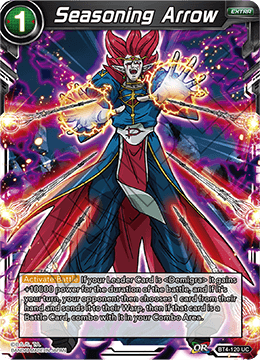 1
Seasoning Arrow
EXTRA
Activate Battle If your Leader Card is <Demigra> it gains
+10000 power for the duration of the battle, and if it's
your turn, your opponent then chooses 1 card from their
hand and sends it to their Warp, then if that card is a
Battle Card, combo with it in your Combo Area.
BT4-120 UC